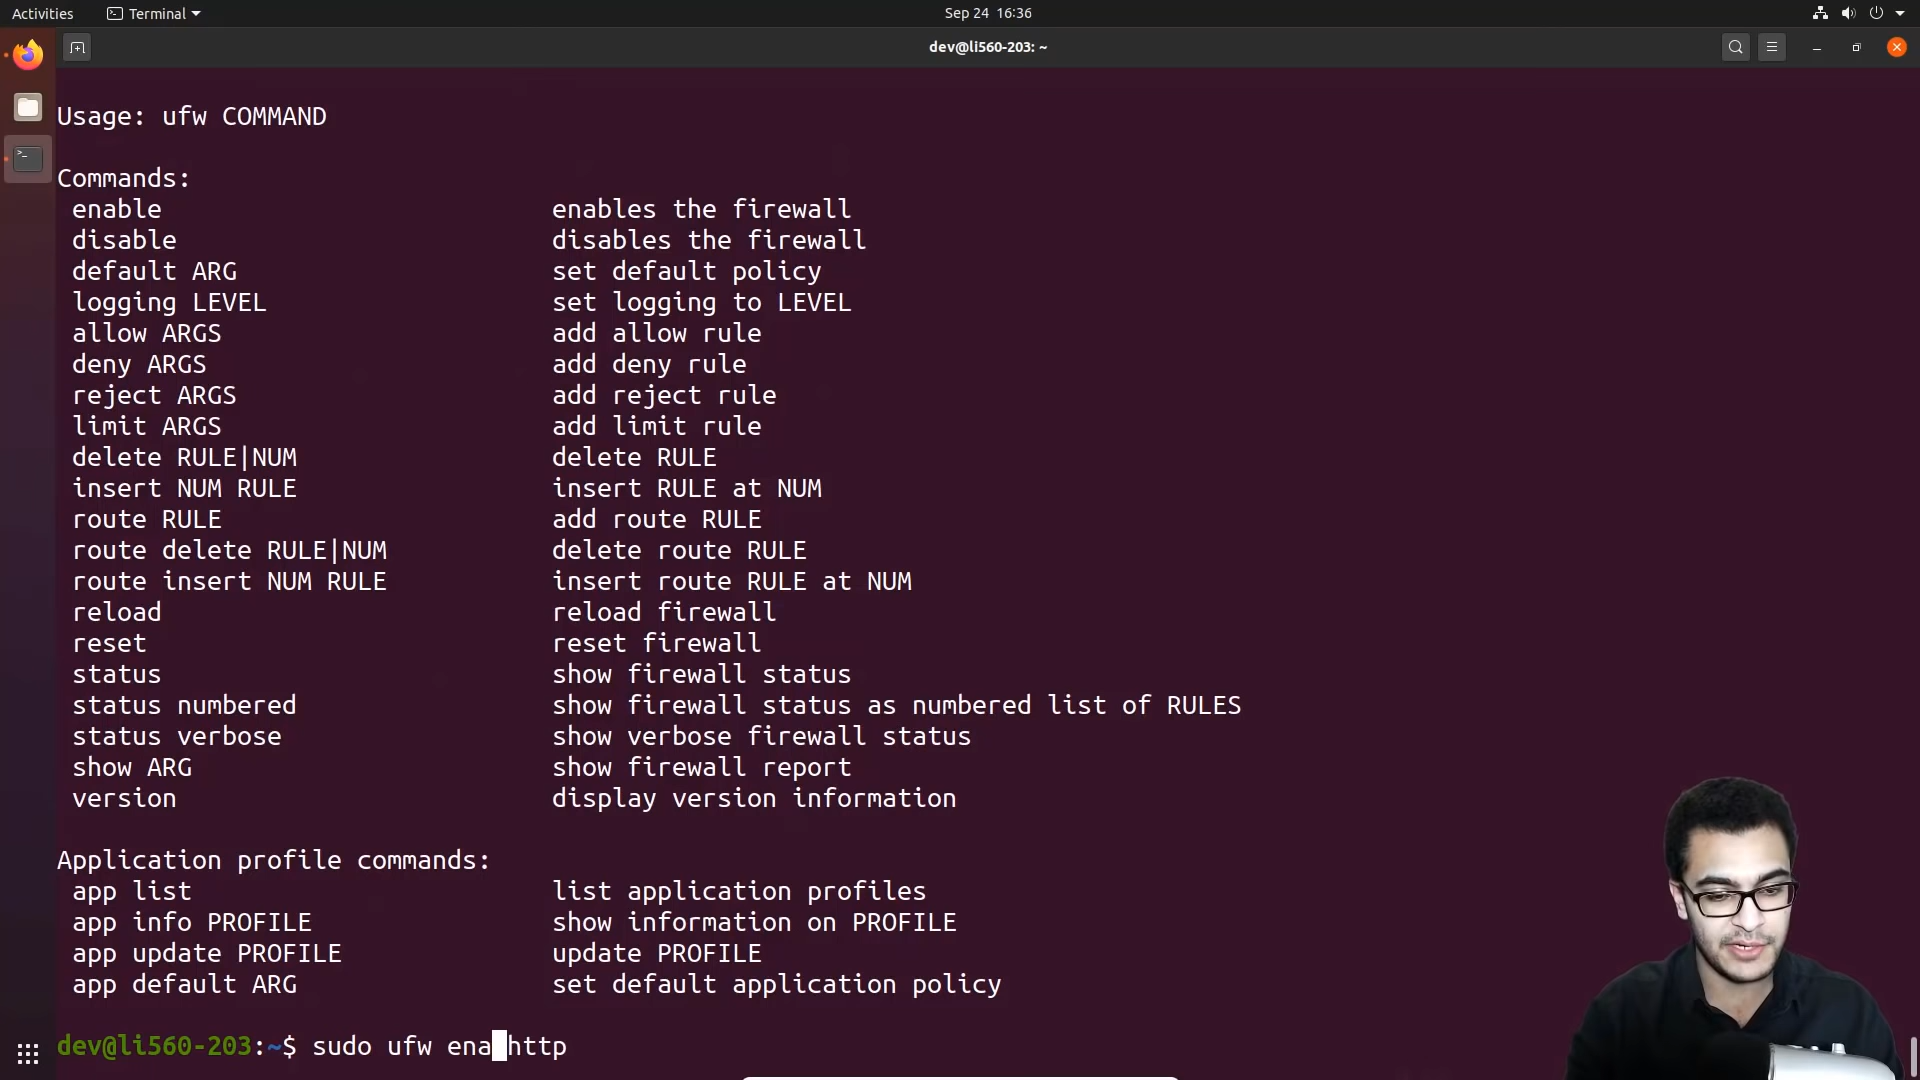 Activities
Terminal
Sep 24 16:36
dev@li560-203: ~
Usage: ufw COMMAND
Commands:
enable enables the firewall
disable disables the firewall
default ARG set default policy
logging LEVEL set logging to LEVEL
allow ARGS add allow rule
deny ARGS add deny rule
reject ARGS add reject rule
limit ARGS add limit rule
delete RULE|NUM delete RULE
insert NUM RULE insert RULE at NUM
route RULE add route RULE
route delete RULE|NUM delete route RULE
route insert NUM RULE insert route RULE at NUM
reload reload firewall
reset reset firewall
status show firewall status
status numbered show firewall status as numbered list of RULES
status verbose show verbose firewall status
show ARG show firewall report
version display version information
Application profile commands:
app list list application profiles
app info PROFILE show information on PROFILE
app update PROFILE update PROFILE
app default ARG set default application policy
dev@li560-203:~$ sudo ufw ena http